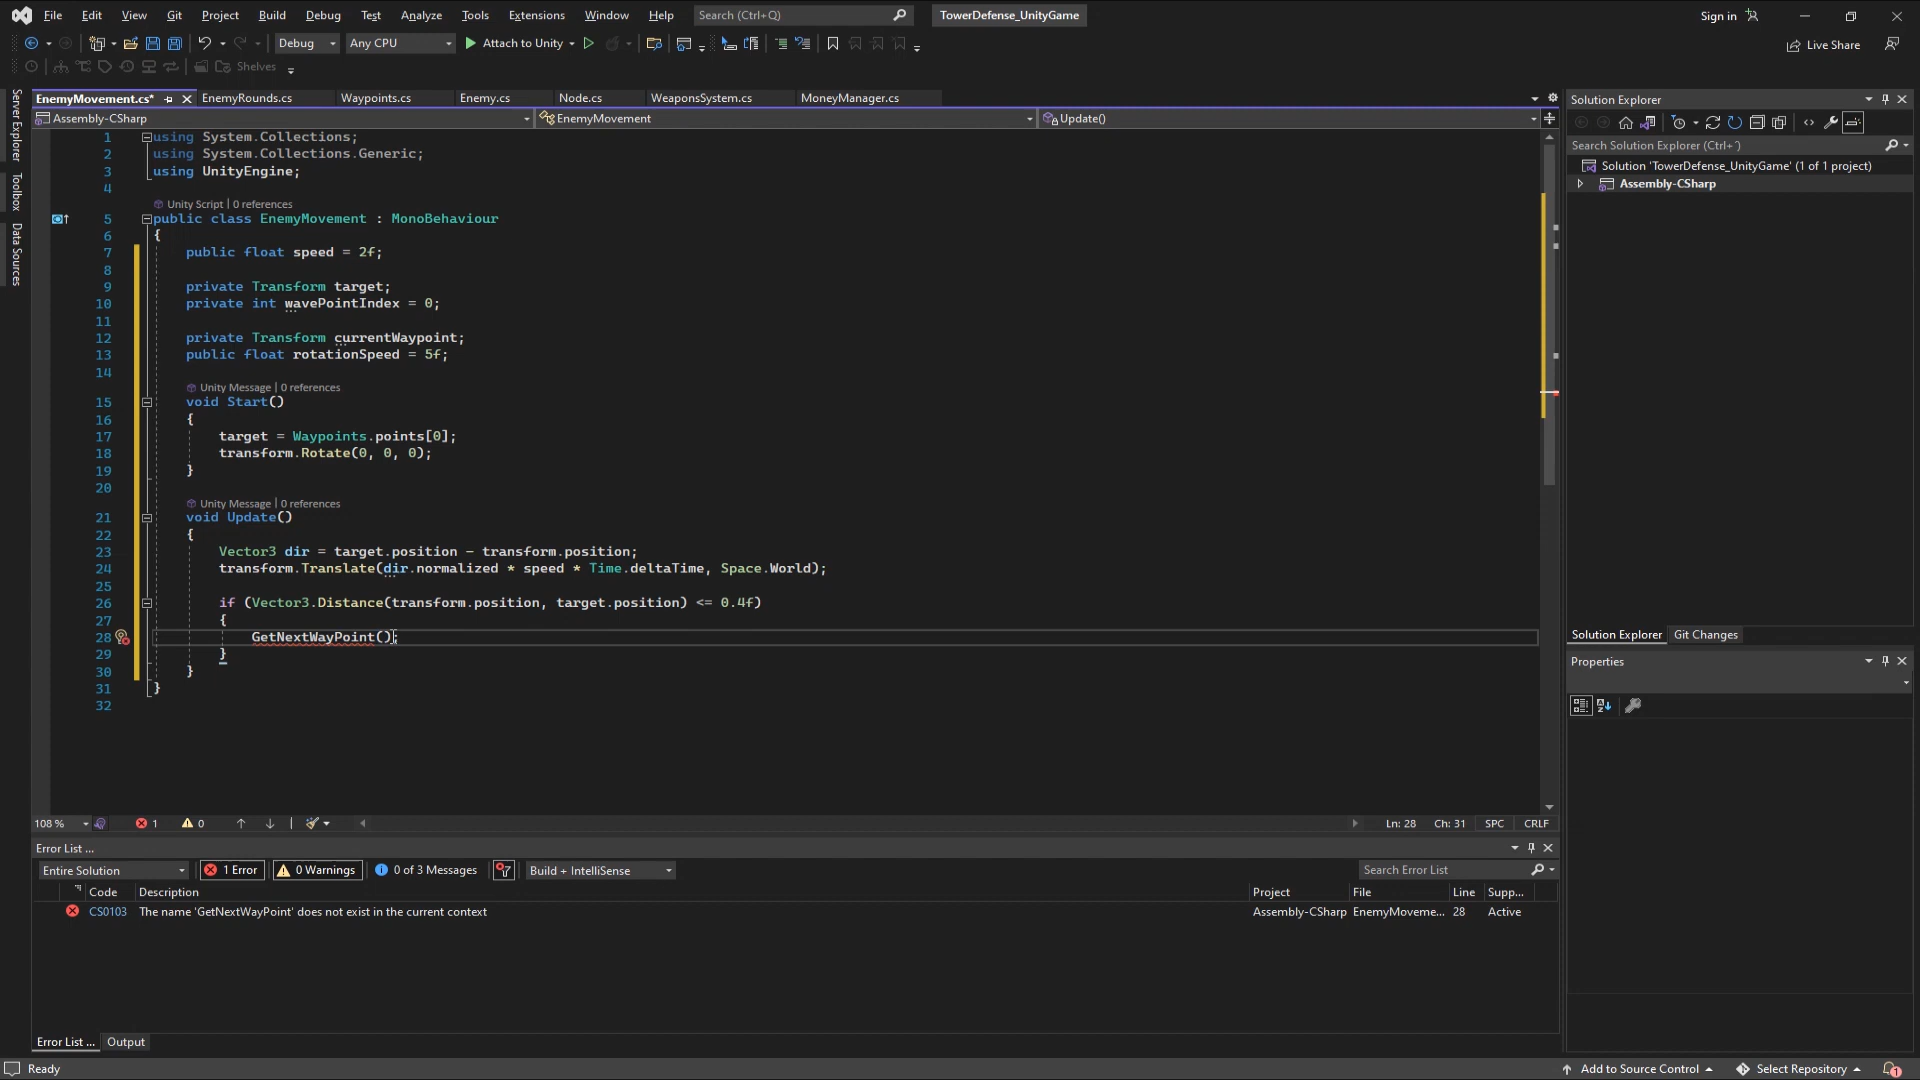 File Edit View Git Project Build Debug Test Analyze Tools Extensions Window Help Search (Ctrl+Q) TowerDefense_UnityGame Sign in
Debug Any CPU Attach to Unity Live Share
Shelves
Server Explorer
Toolbox
Data Sources
EnemyMovement.cs* EnemyRounds.cs Waypoints.cs Enemy.cs Node.cs WeaponsSystem.cs MoneyManager.cs
Assembly-CSharp EnemyMovement Update()
1 using System.Collections;
2 using System.Collections.Generic;
3 using UnityEngine;
4
Unity Script | 0 references
5 public class EnemyMovement : MonoBehaviour
6 {
7 public float speed = 2f;
8
9 private Transform target;
10 private int wavePointIndex = 0;
11
12 private Transform currentWaypoint;
13 public float rotationSpeed = 5f;
14
Unity Message | 0 references
15 void Start()
16 {
17 target = Waypoints.points[0];
18 transform.Rotate(0, 0, 0);
19 }
20
Unity Message | 0 references
21 void Update()
22 {
23 Vector3 dir = target.position - transform.position;
24 transform.Translate(dir.normalized * speed * Time.deltaTime, Space.World);
25
26 if (Vector3.Distance(transform.position, target.position) <= 0.4f)
27 {
28 GetNextWayPoint();
29 }
30 }
31 }
32
108 % 1 0 Ln: 28 Ch: 31 SPC CRLF
Error List ...
Entire Solution 1 Error 0 Warnings 0 of 3 Messages Build + IntelliSense Search Error List
Code Description Project File Line Supp...
CS0103 The name 'GetNextWayPoint' does not exist in the current context Assembly-CSharp EnemyMoveme... 28 Active
Error List ... Output
Solution Explorer
Search Solution Explorer (Ctrl+´)
Solution 'TowerDefense_UnityGame' (1 of 1 project)
Assembly-CSharp
Solution Explorer Git Changes
Properties
Ready Add to Source Control Select Repository 1